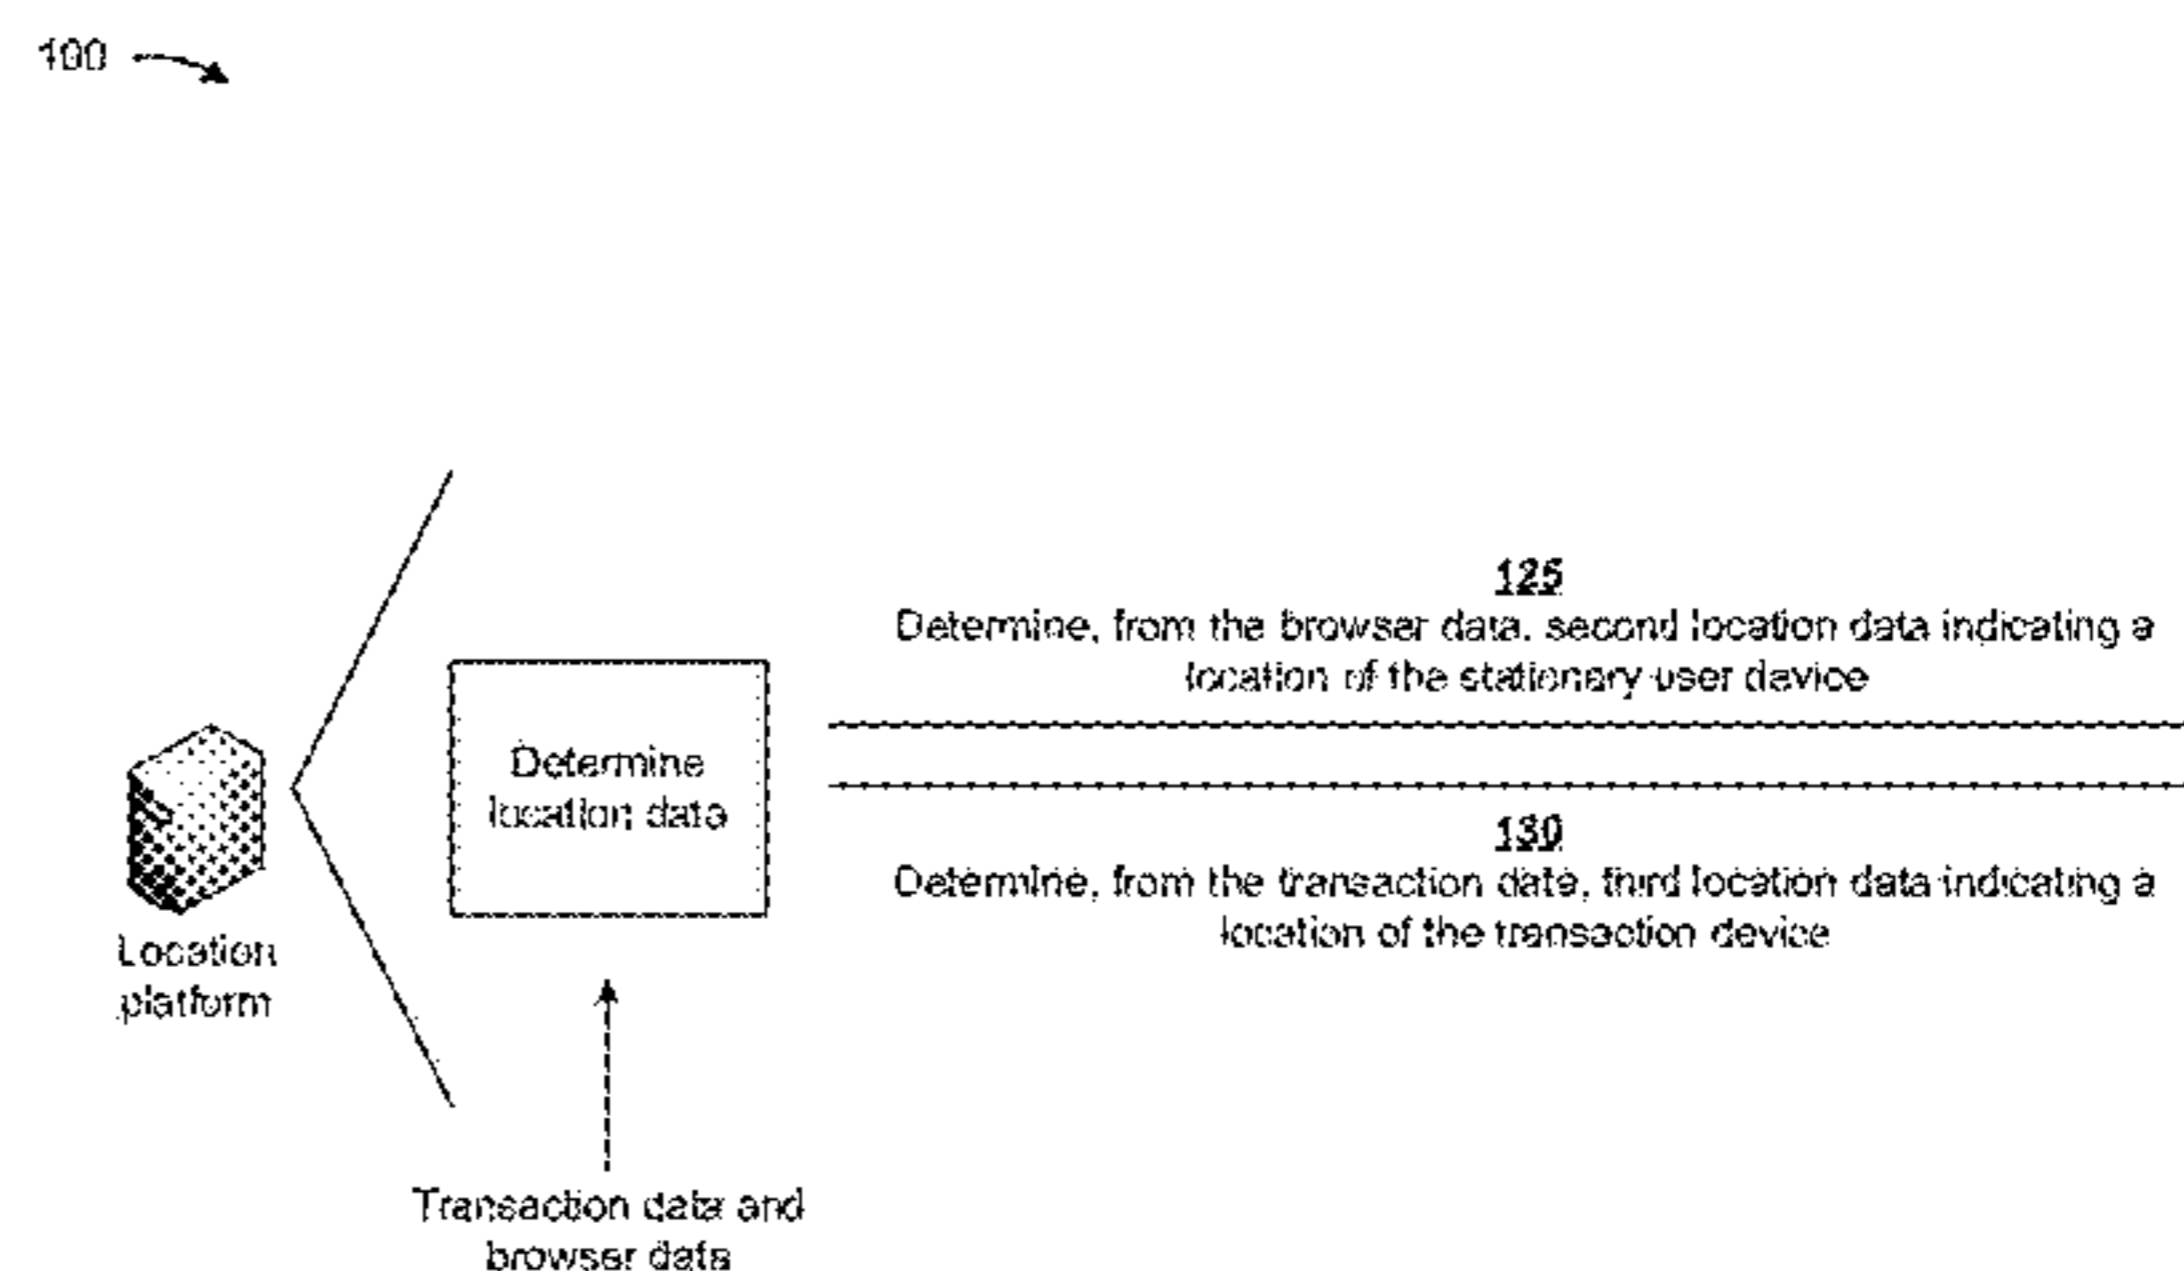 100
125
Determine, from the browser data, second location data indicating a
location of the stationary user device
Determine
location data
130
Determine, from the transaction data, third location data indicating a
location of the transaction device
Location
platform
Transaction data and
browser data